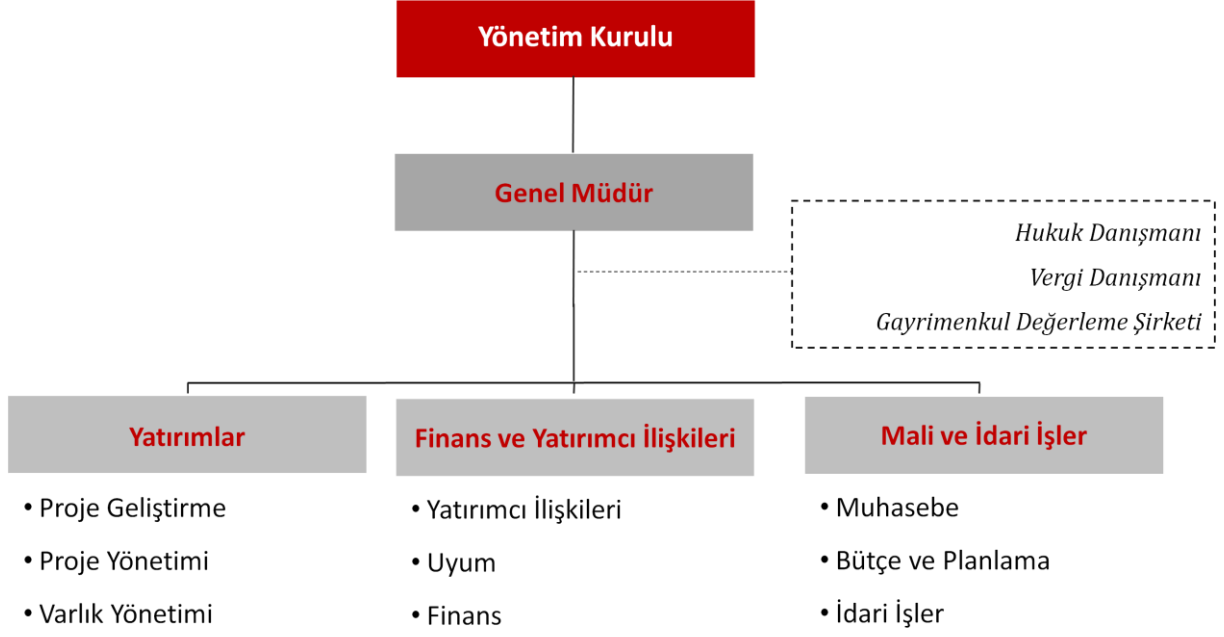 Yönetim Kurulu
Genel Müdür
Hukuk Danışmanı
Vergi Danışmanı
Gayrimenkul Değerleme Şirketi
Yatırımlar
• Proje Geliştirme
• Proje Yönetimi
• Varlık Yönetimi
Finans ve Yatırımcı İlişkileri
• Yatırımcı İlişkileri
• Uyum
• Finans
Mali ve İdari İşler
• Muhasebe
• Bütçe ve Planlama
• İdari İşler